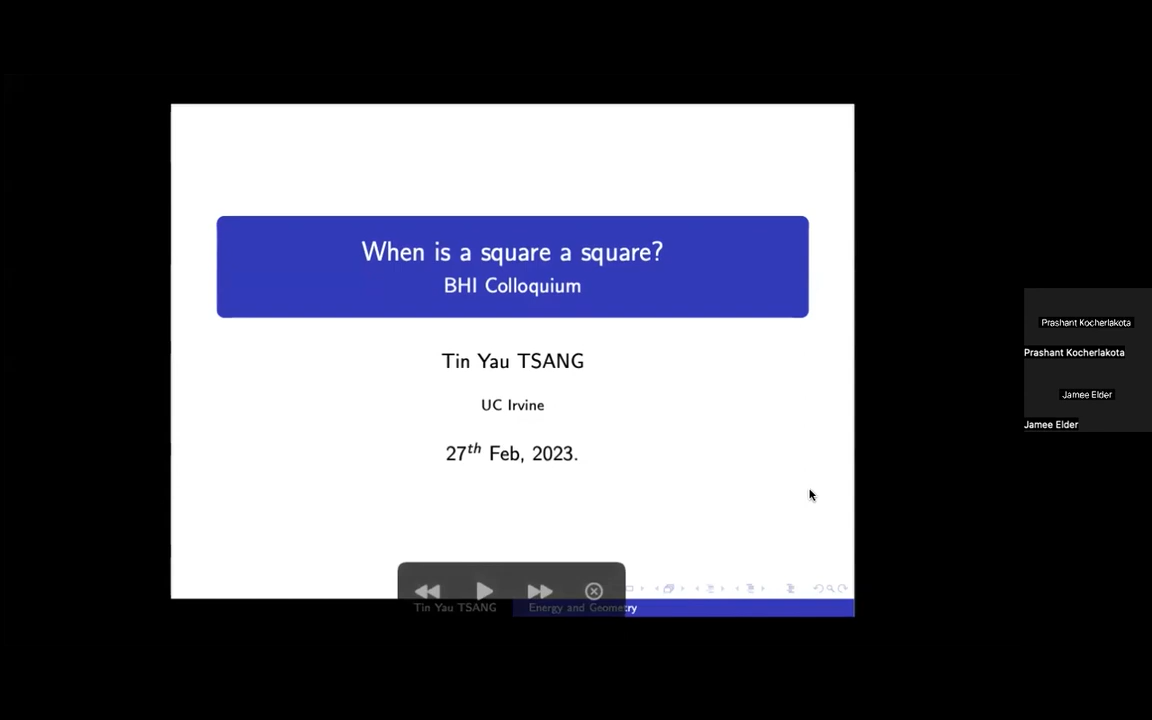 When is a square a square?
BHI Colloquium
Tin Yau TSANG
UC Irvine
27th Feb, 2023.
Tin Yau TSANG
Energy and Geometry
Prashant Kocherlakota
Prashant Kocherlakota
Jamee Elder
Jamee Elder